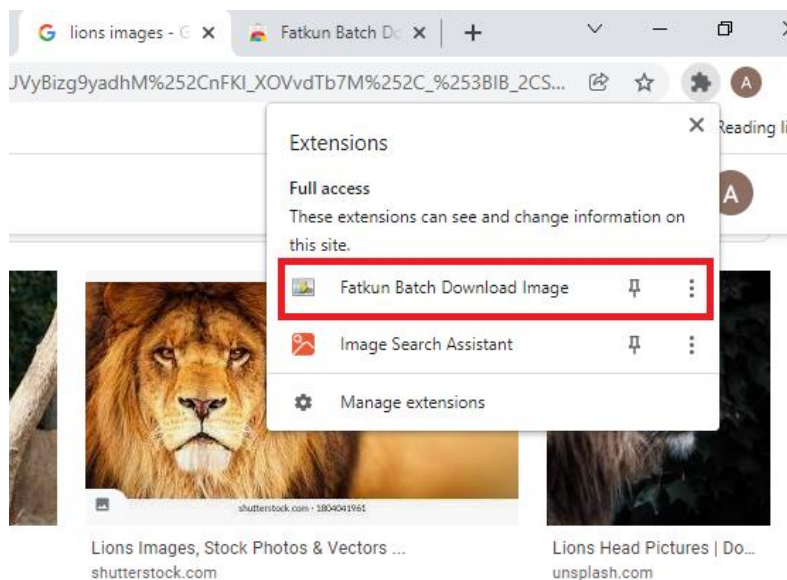 lions images - G
Fatkun Batch Do
JVyBizg9yadhM%252CnFKl_XOVvdTb7M%252C_%253BIB_2CS...
A
Extensions
Reading li
Full access
A
These extensions can see and change information on
this site.
Fatkun Batch Download Image
Image Search Assistant
Manage extensions
shutterstock.com · 1804041961
Lions Images, Stock Photos & Vectors ...
Lions Head Pictures | Do...
shutterstock.com
unsplash.com